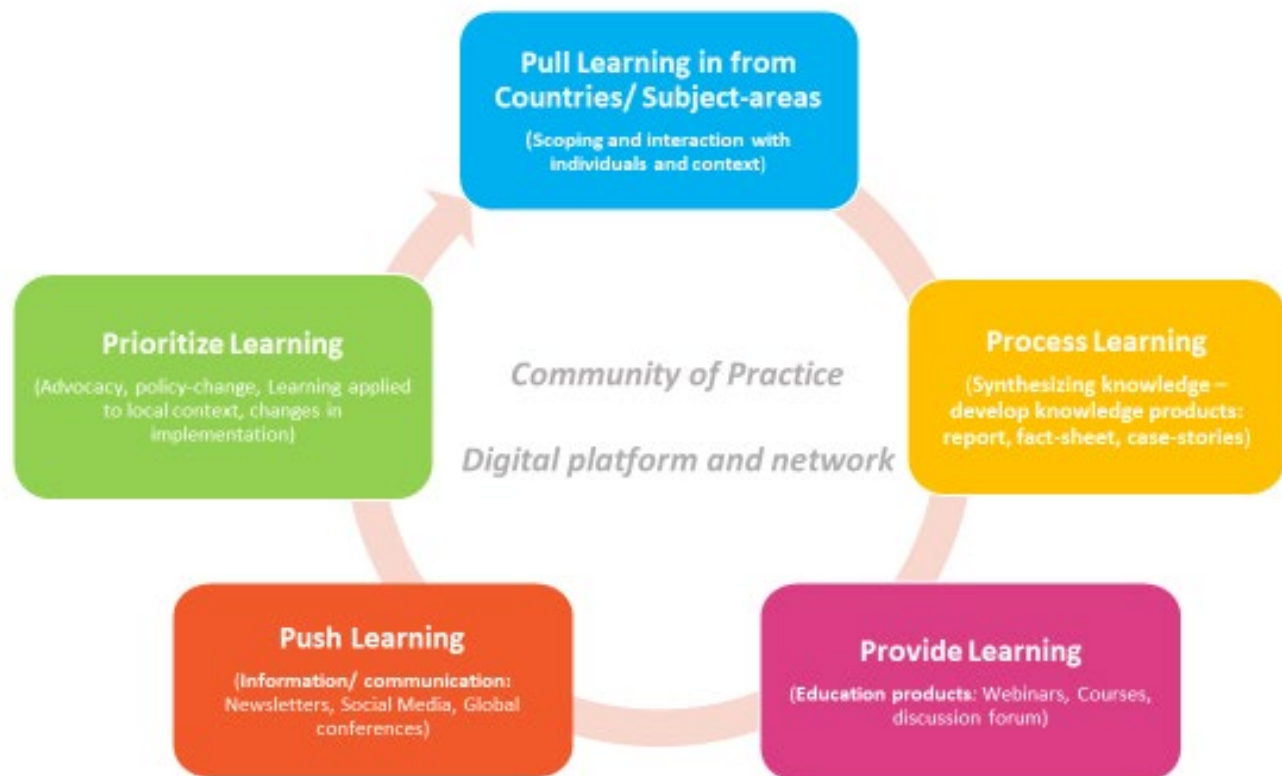 Pull Learning in from
Countries/ Subject-areas
(Scoping and interaction with
individuals and context)
Process Learning
(Synthesizing knowledge –
develop knowledge products:
report, fact-sheet, case-stories)
Provide Learning
(Education products: Webinars, Courses,
discussion forum)
Push Learning
(Information/ communication:
Newsletters, Social Media, Global
conferences)
Prioritize Learning
(Advocacy, policy-change, Learning applied
to local context, changes in
implementation)
Community of Practice
Digital platform and network